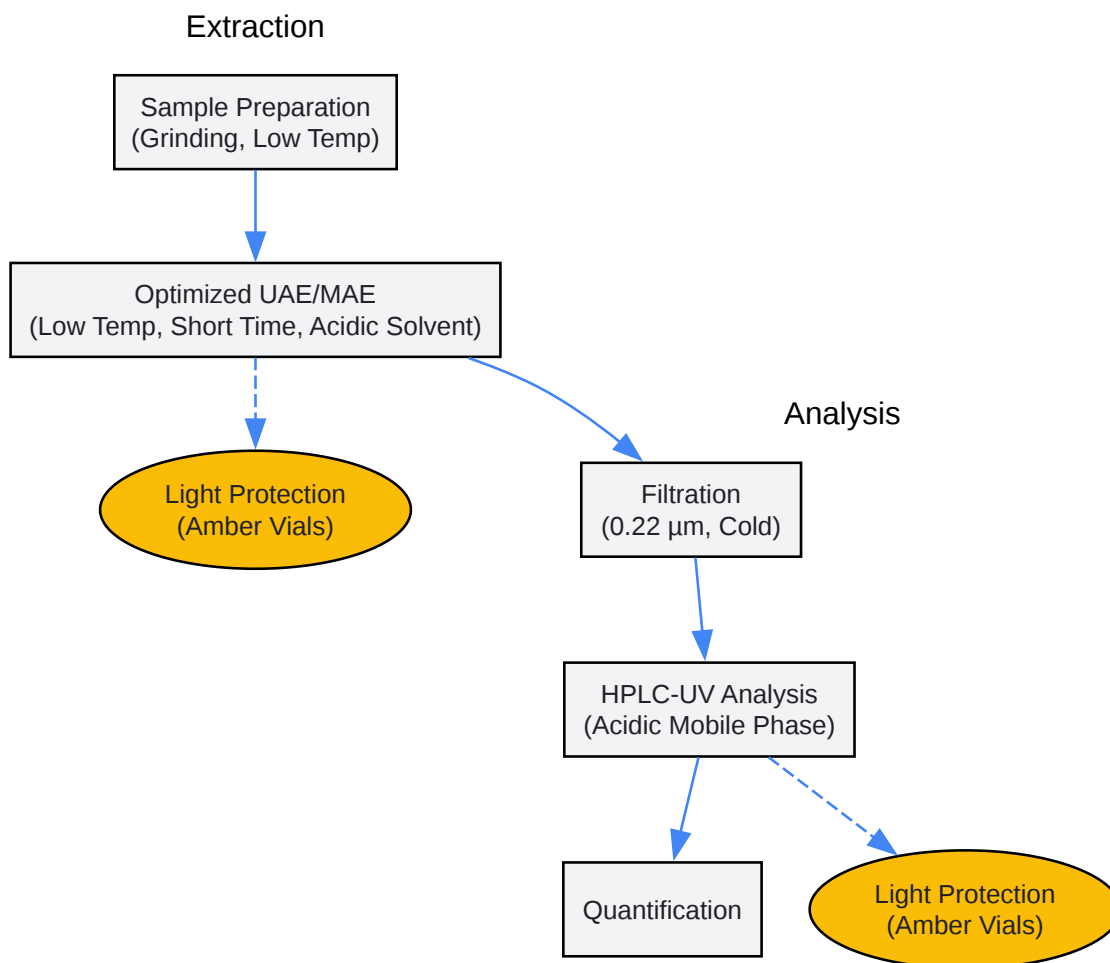 Extraction
Sample Preparation
(Grinding, Low Temp)
Optimized UAE/MAE
(Low Temp, Short Time, Acidic Solvent)
Light Protection
(Amber Vials)
Analysis
Filtration
(0.22 µm, Cold)
HPLC-UV Analysis
(Acidic Mobile Phase)
Quantification
Light Protection
(Amber Vials)